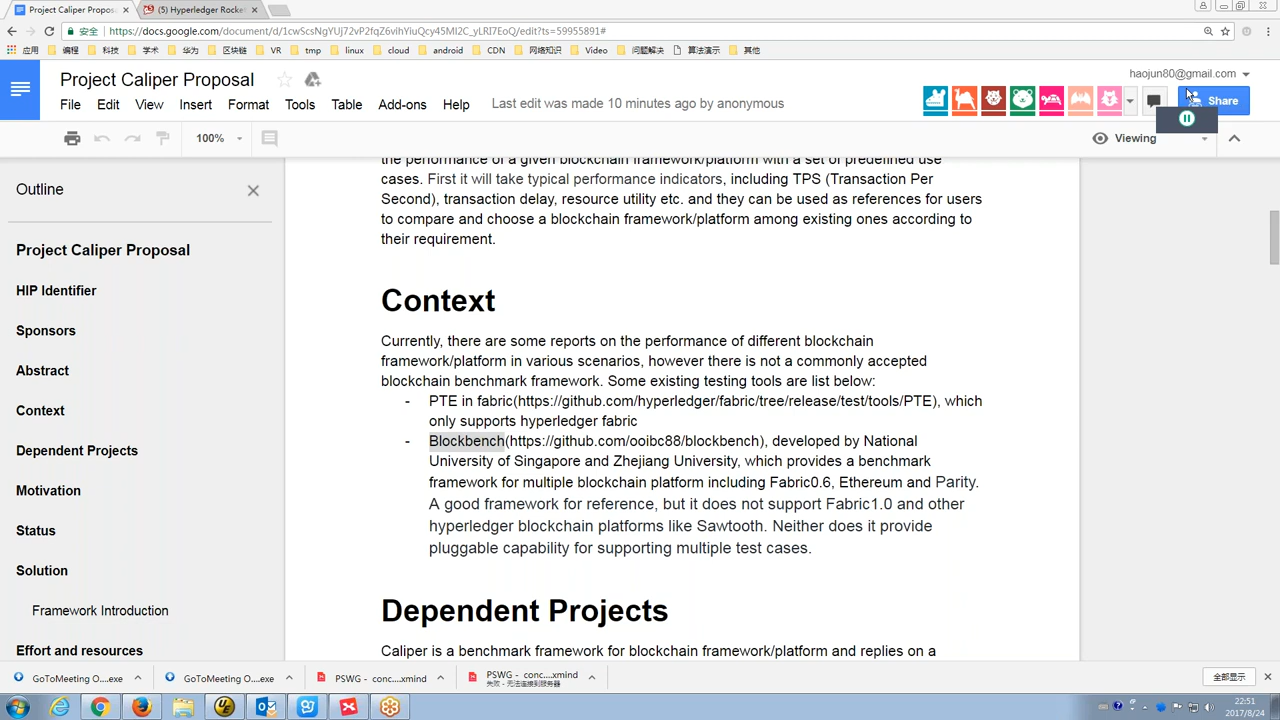 Project Caliper Proposa
(5) Hyperledger Rocket
安全
https://docs.google.com/document/d/1cwScsNgYUJ72vP2fqZ6vihYiuQcy45Ml2C_yLRI7EoQ/edit?ts=59955891#
应用 编程 科技 学术 华为 区块链 VR tmp linux cloud android CDN 网络知识 Video 问题解决 算法演示 其他
Project Caliper Proposal
haojun80@gmail.com
File Edit View Insert Format Tools Table Add-ons Help Last edit was made 10 minutes ago by anonymous
Share
100%
Viewing
the performance of a given blockchain framework/platform with a set of predefined use
cases. First it will take typical performance indicators, including TPS (Transaction Per
Second), transaction delay, resource utility etc. and they can be used as references for users
to compare and choose a blockchain framework/platform among existing ones according to
their requirement.
Context
Currently, there are some reports on the performance of different blockchain
framework/platform in various scenarios, however there is not a commonly accepted
blockchain benchmark framework. Some existing testing tools are list below:
- PTE in fabric(https://github.com/hyperledger/fabric/tree/release/test/tools/PTE), which
only supports hyperledger fabric
- Blockbench(https://github.com/ooibc88/blockbench), developed by National
University of Singapore and Zhejiang University, which provides a benchmark
framework for multiple blockchain platform including Fabric0.6, Ethereum and Parity.
A good framework for reference, but it does not support Fabric1.0 and other
hyperledger blockchain platforms like Sawtooth. Neither does it provide
pluggable capability for supporting multiple test cases.
Dependent Projects
Caliper is a benchmark framework for blockchain framework/platform and replies on a
Outline
Project Caliper Proposal
HIP Identifier
Sponsors
Abstract
Context
Dependent Projects
Motivation
Status
Solution
Framework Introduction
Effort and resources
GoToMeeting O....exe
GoToMeeting O....exe
PSWG - conc....xmind
PSWG - conc....xmind
失败 - 无法连接到服务器
全部显示
22:51
2017/8/24